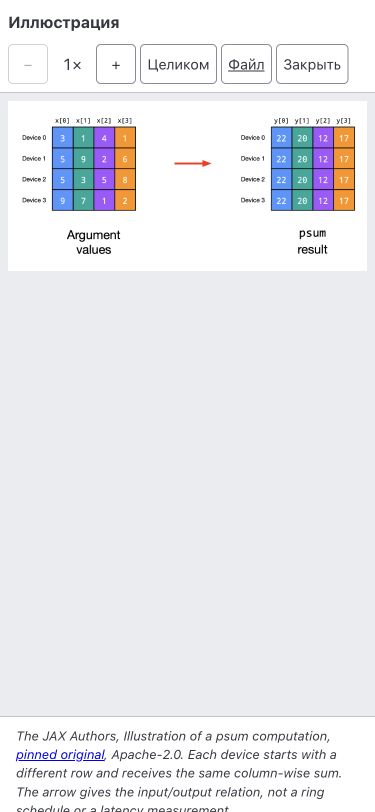 Иллюстрация
− 1× + Целиком Файл Закрыть
x[0] x[1] x[2] x[3] y[0] y[1] y[2] y[3]
Device 0 3 1 4 1 Device 0 22 20 12 17
Device 1 5 9 2 6 Device 1 22 20 12 17
Device 2 5 3 5 8 Device 2 22 20 12 17
Device 3 9 7 1 2 Device 3 22 20 12 17
Argument psum
values result
The JAX Authors, Illustration of a psum computation,
pinned original, Apache-2.0. Each device starts with a
different row and receives the same column-wise sum.
The arrow gives the input/output relation, not a ring
schedule or a latency measurement.